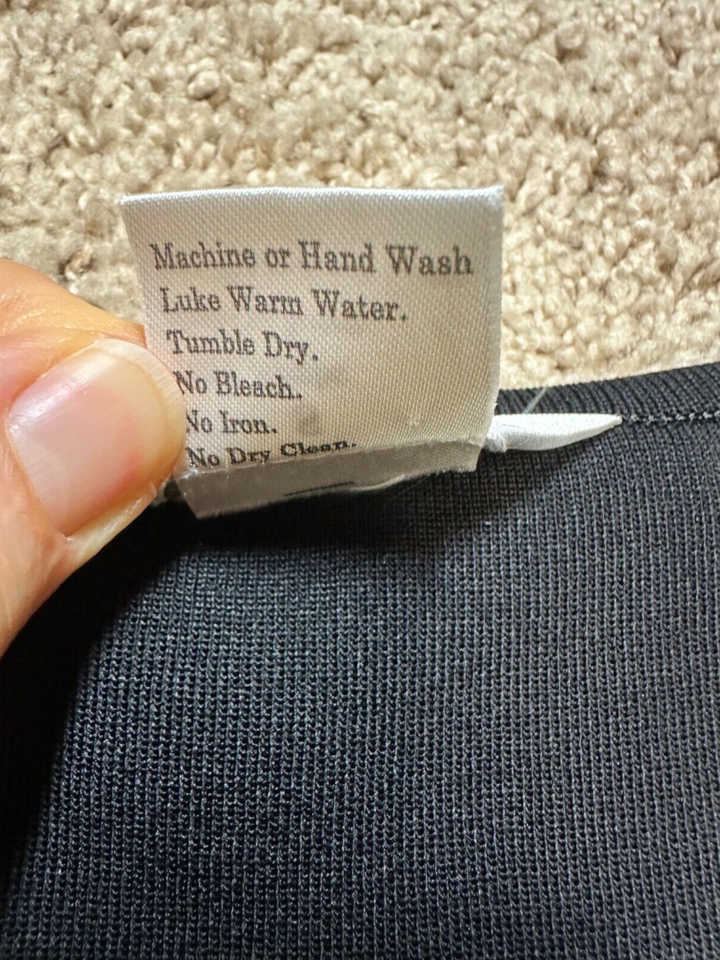 Machine or Hand Wash
Luke Warm Water.
Tumble Dry.
No Bleach.
No Iron.
No Dry Clean.